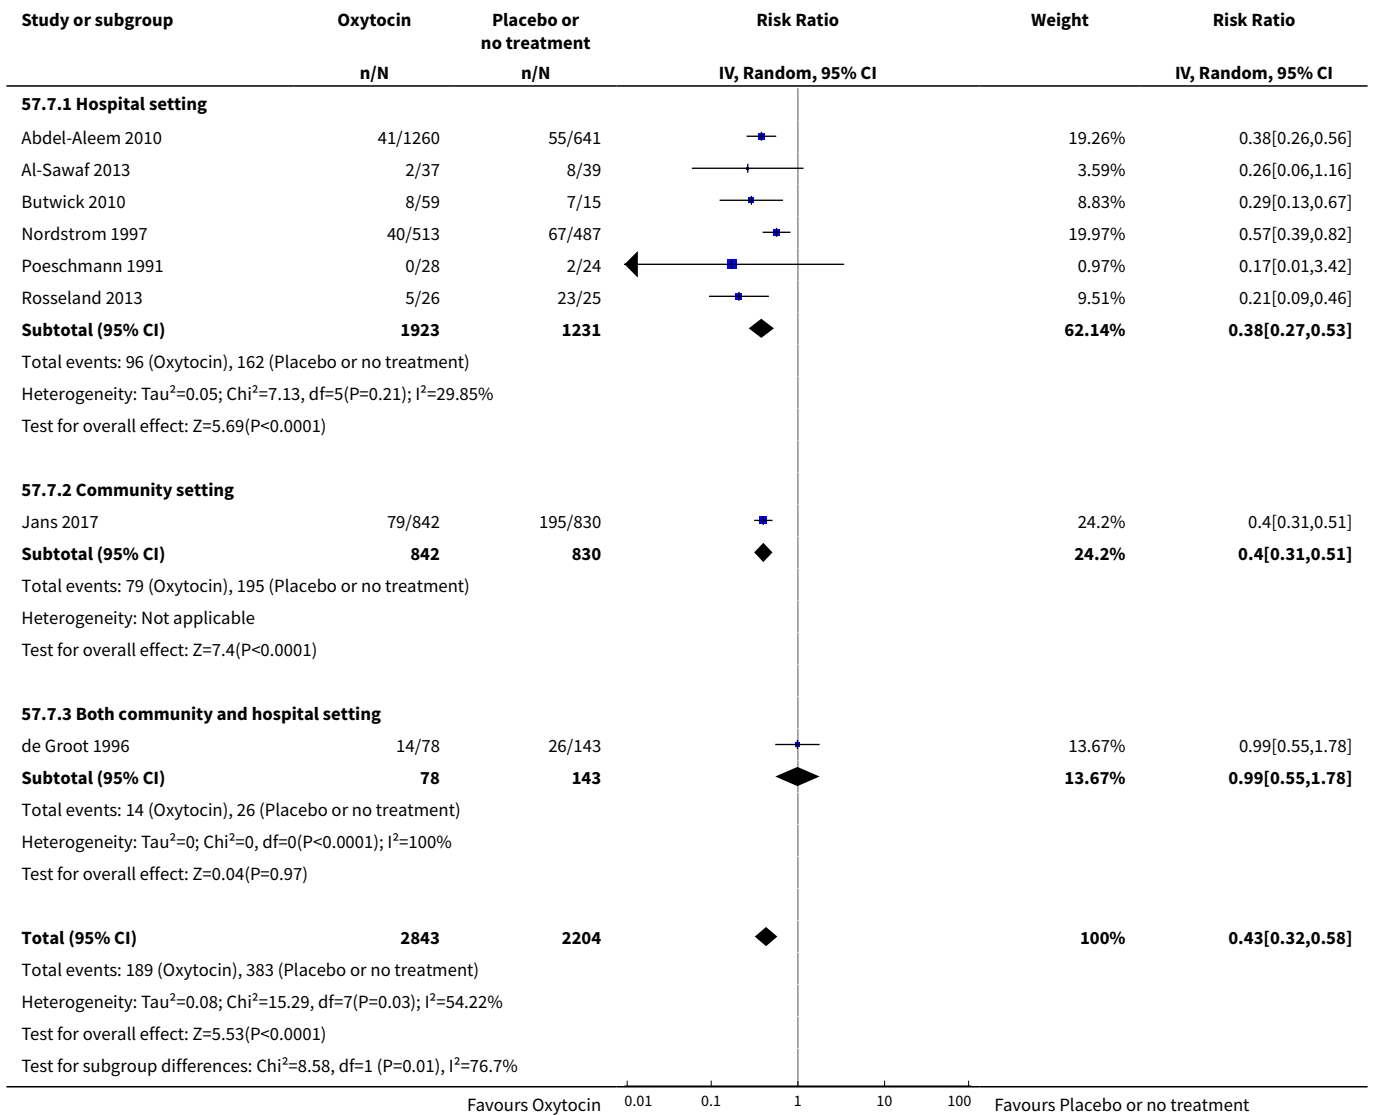 Study or subgroup Oxytocin Placebo or no treatment Risk Ratio Weight Risk Ratio
n/N n/N IV, Random, 95% CI IV, Random, 95% CI
57.7.1 Hospital setting
Abdel-Aleem 2010 41/1260 55/641 19.26% 0.38[0.26,0.56]
Al-Sawaf 2013 2/37 8/39 3.59% 0.26[0.06,1.16]
Butwick 2010 8/59 7/15 8.83% 0.29[0.13,0.67]
Nordstrom 1997 40/513 67/487 19.97% 0.57[0.39,0.82]
Poeschmann 1991 0/28 2/24 0.97% 0.17[0.01,3.42]
Rosseland 2013 5/26 23/25 9.51% 0.21[0.09,0.46]
Subtotal (95% CI) 1923 1231 62.14% 0.38[0.27,0.53]
Total events: 96 (Oxytocin), 162 (Placebo or no treatment)
Heterogeneity: Tau²=0.05; Chi²=7.13, df=5(P=0.21); I²=29.85%
Test for overall effect: Z=5.69(P<0.0001)
57.7.2 Community setting
Jans 2017 79/842 195/830 24.2% 0.4[0.31,0.51]
Subtotal (95% CI) 842 830 24.2% 0.4[0.31,0.51]
Total events: 79 (Oxytocin), 195 (Placebo or no treatment)
Heterogeneity: Not applicable
Test for overall effect: Z=7.4(P<0.0001)
57.7.3 Both community and hospital setting
de Groot 1996 14/78 26/143 13.67% 0.99[0.55,1.78]
Subtotal (95% CI) 78 143 13.67% 0.99[0.55,1.78]
Total events: 14 (Oxytocin), 26 (Placebo or no treatment)
Heterogeneity: Tau²=0; Chi²=0, df=0(P<0.0001); I²=100%
Test for overall effect: Z=0.04(P=0.97)
Total (95% CI) 2843 2204 100% 0.43[0.32,0.58]
Total events: 189 (Oxytocin), 383 (Placebo or no treatment)
Heterogeneity: Tau²=0.08; Chi²=15.29, df=7(P=0.03); I²=54.22%
Test for overall effect: Z=5.53(P<0.0001)
Test for subgroup differences: Chi²=8.58, df=1 (P=0.01), I²=76.7%
Favours Oxytocin 0.01 0.1 1 10 100 Favours Placebo or no treatment